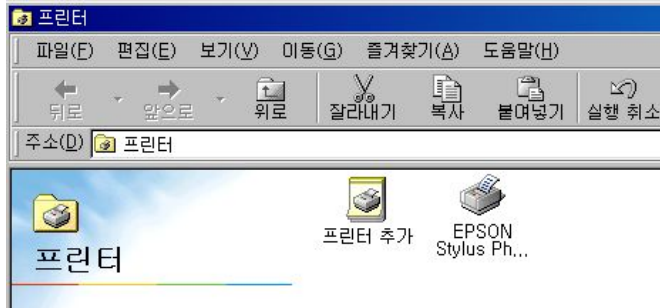 프린터
파일(F) 편집(E) 보기(V) 이동(G) 즐겨찾기(A) 도움말(H)
뒤로 앞으로 위로 잘라내기 복사 붙여넣기 실행 취소
주소(D) 프린터
프린터
프린터 추가
EPSON
Stylus Ph...